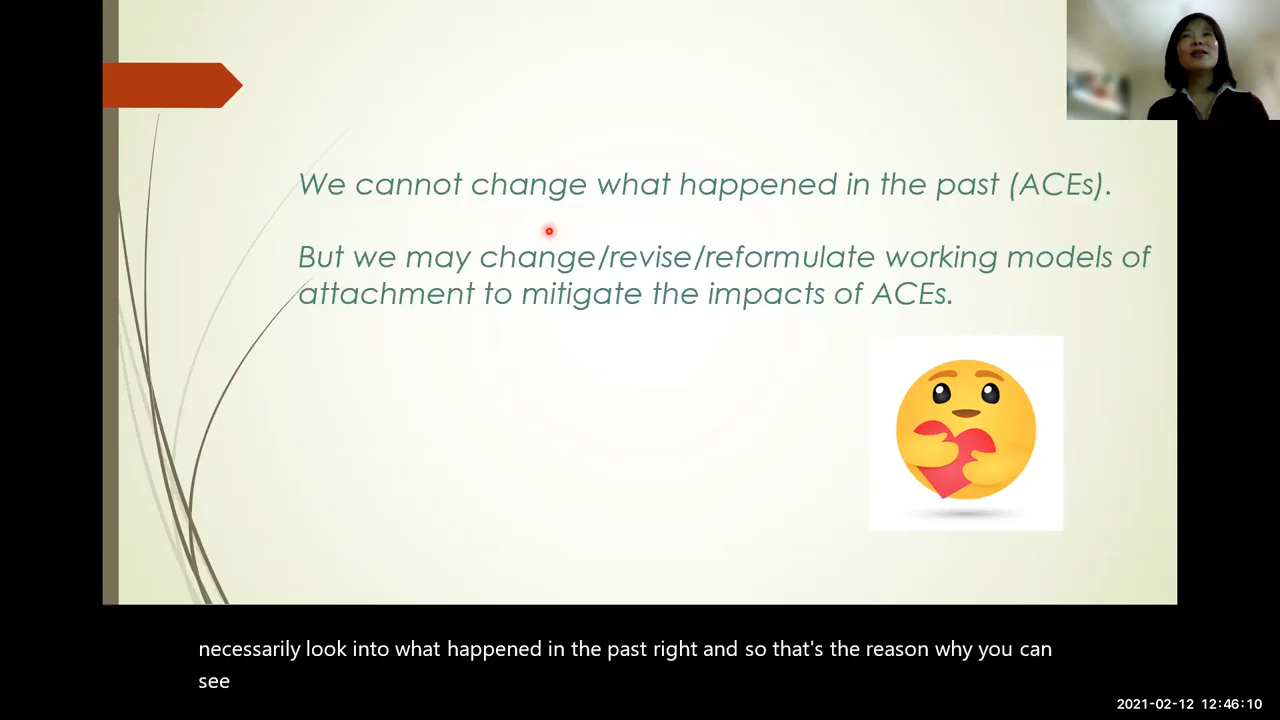 We cannot change what happened in the past (ACEs).
But we may change/revise/reformulate working models of
attachment to mitigate the impacts of ACEs.
necessarily look into what happened in the past right and so that's the reason why you can
see
2021-02-12 12:46:10